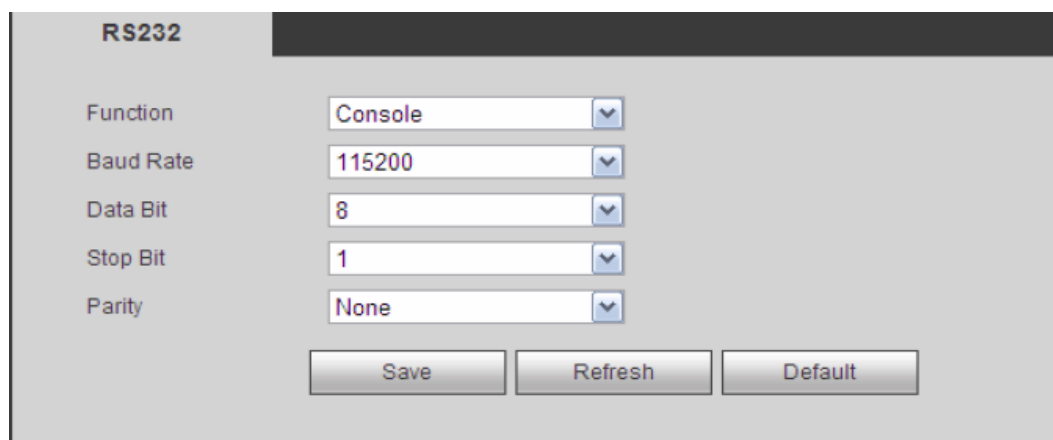 RS232
Function Console
Baud Rate 115200
Data Bit 8
Stop Bit 1
Parity None
Save Refresh Default